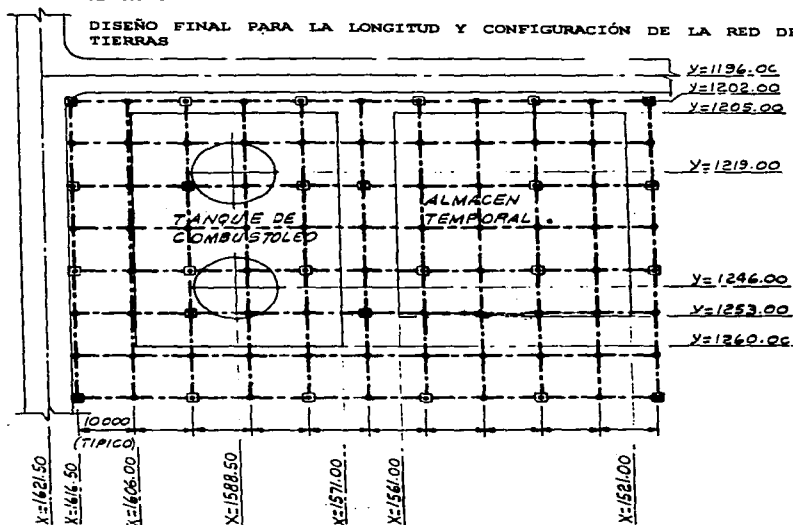 DISEÑO FINAL PARA LA LONGITUD Y CONFIGURACIÓN DE LA RED DE
TIERRAS
Y=1196.00
Y=1202.00
Y=1205.00
Y=1219.00
ALMACEN
TEMPORAL.
TANQUE DE
COMBUSTOLEO
Y=1246.00
Y=1253.00
Y=1260.00
10000
(TIPICO)
X=1621.50
X=1616.50
X=1606.00
X=1588.50
X=1571.00
X=1561.00
X=1521.00